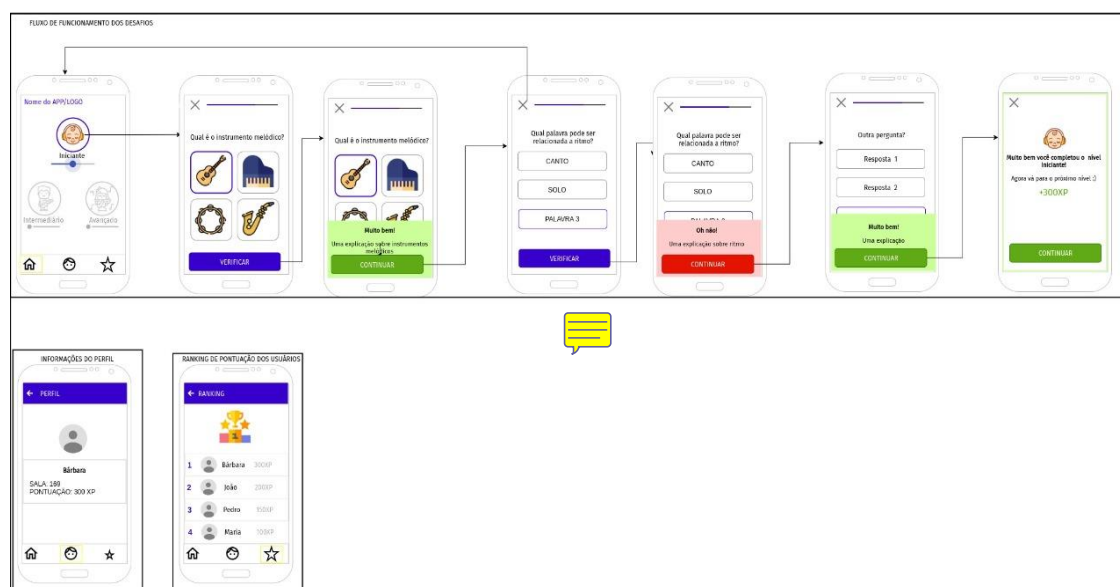 FLUXO DE FUNCIONAMENTO DOS DESAFIOS
Nome do APP/LOGO
Iniciante
Intermediário
Avançado
Qual é o instrumento melódico?
VERIFICAR
Qual é o instrumento melódico?
Muito bem!
Uma explicação sobre instrumentos
melódicos
CONTINUAR
Qual palavra pode ser
relacionada a ritmo?
CANTO
SOLO
PALAVRA 3
VERIFICAR
Qual palavra pode ser
relacionada a ritmo?
CANTO
SOLO
PALAVRA 3
Oh não!
Uma explicação sobre ritmo
CONTINUAR
Outra pergunta?
Resposta 1
Resposta 2
Muito bem!
Uma explicação
CONTINUAR
Muito bem você completou o nível
Iniciante!
Agora vá para o próximo nível :)
+300XP
CONTINUAR
INFORMAÇÕES DO PERFIL
PERFIL
Bárbara
SALA: 169
PONTUAÇÃO: 300 XP
RANKING DE PONTUAÇÃO DOS USUÁRIOS
RANKING
1
1 Bárbara 300XP
2 João 200XP
3 Pedro 100XP
4 Maria 100XP